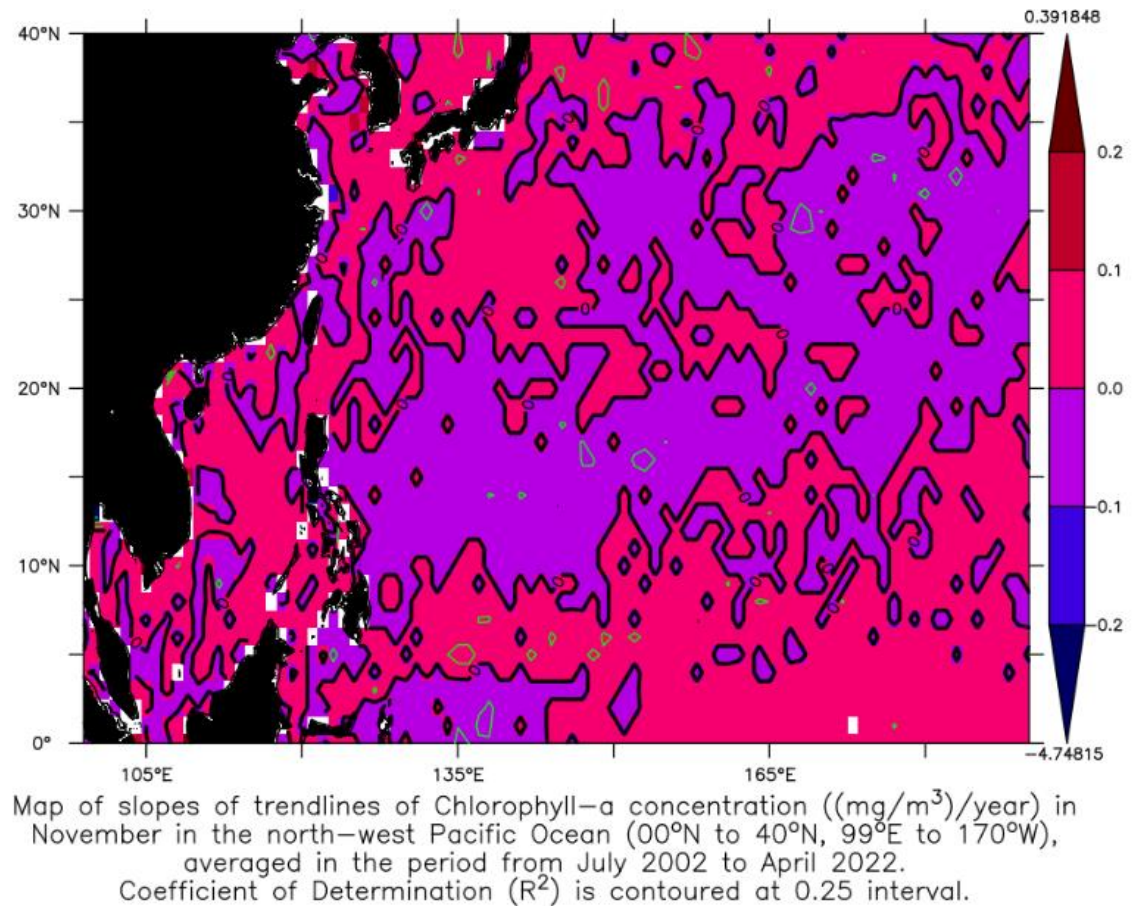 0.391848
40°N
0.2
30°N
0.1
0.0
20°N
-0.1
10°N
-0.2
0°
-4.74815
105°E 135°E 165°E
Map of slopes of trendlines of Chlorophyll-a concentration ((mg/m³)/year) in
November in the north-west Pacific Ocean (00°N to 40°N, 99°E to 170°W),
averaged in the period from July 2002 to April 2022.
Coefficient of Determination (R²) is contoured at 0.25 interval.